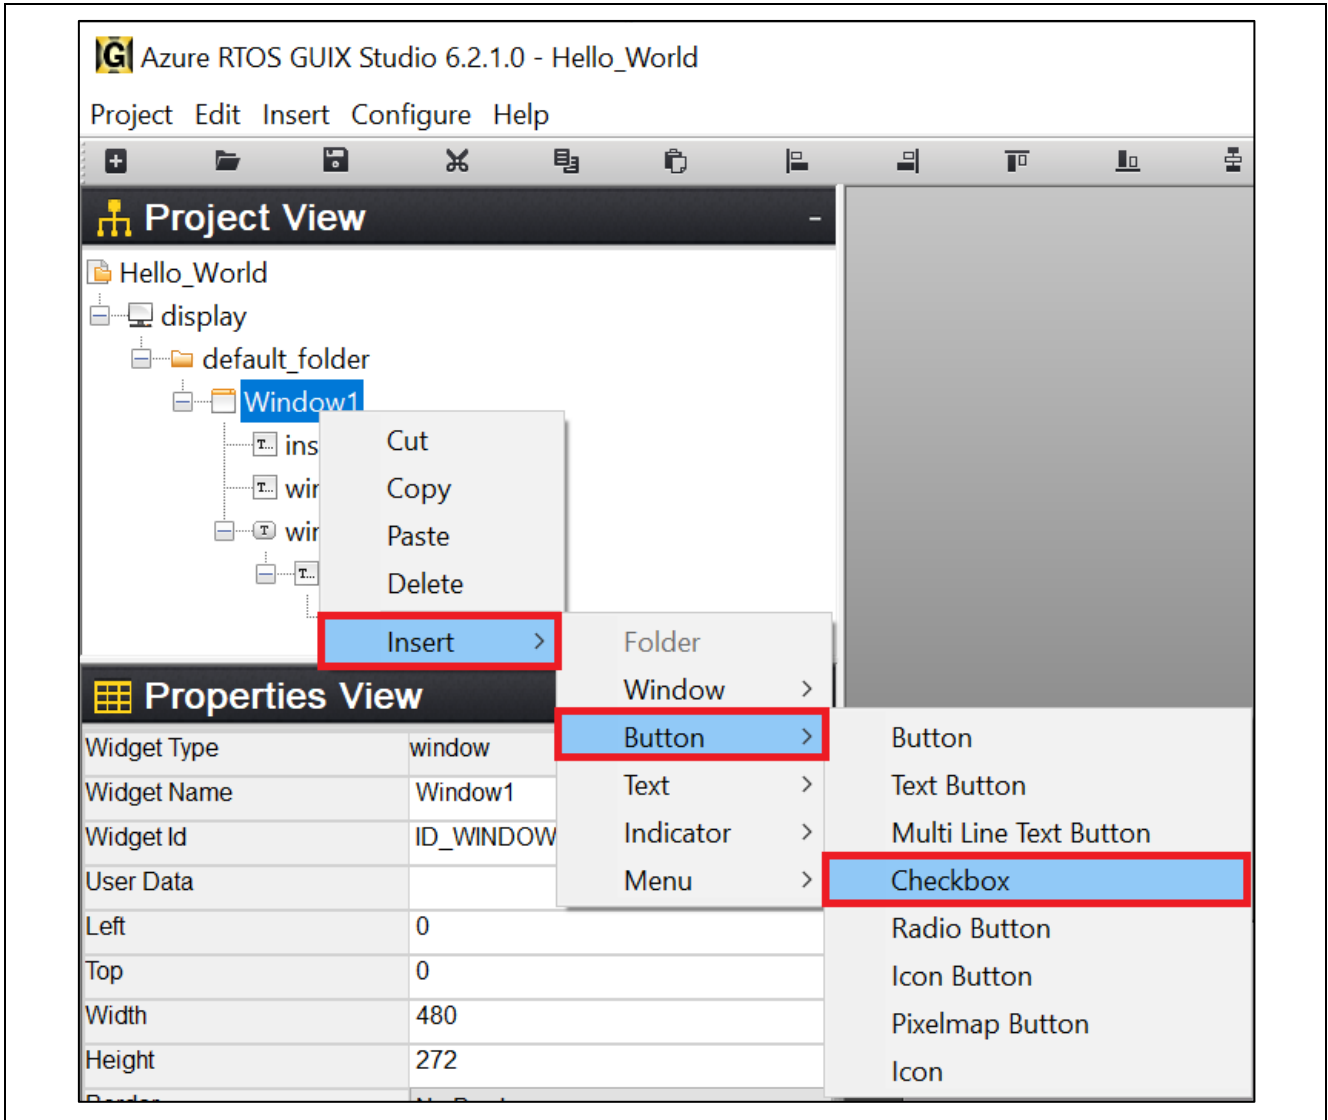 Azure RTOS GUIX Studio 6.2.1.0 - Hello_World
Project Edit Insert Configure Help
Project View
Hello_World
display
default_folder
Window1
ins
win
win
Cut
Copy
Paste
Delete
Insert
Folder
Window
Button
Text
Indicator
Menu
Button
Text Button
Multi Line Text Button
Checkbox
Radio Button
Icon Button
Pixelmap Button
Icon
Properties View
Widget Type window
Widget Name Window1
Widget Id ID_WINDOW
User Data
Left 0
Top 0
Width 480
Height 272